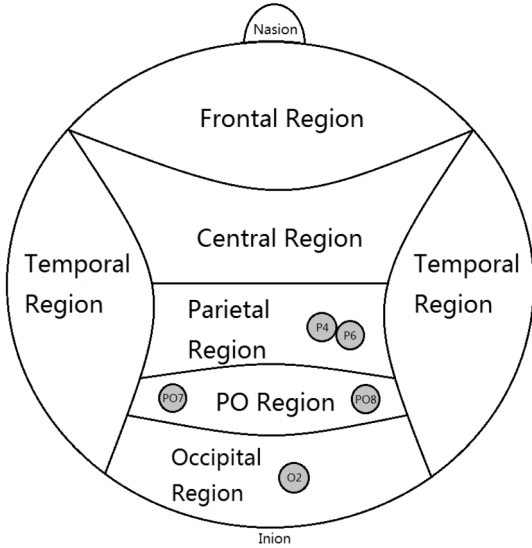 Nasion
Frontal Region
Central Region
Temporal
Region
Temporal
Region
Parietal
Region
P4
P6
PO7
PO Region
PO8
Occipital
Region
O2
Inion